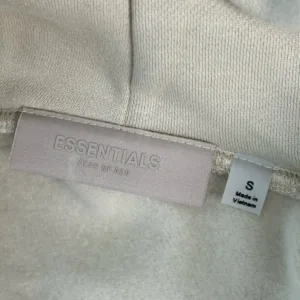 ESSENTIALS
FEAR OF GOD
S
Made in
Vietnam